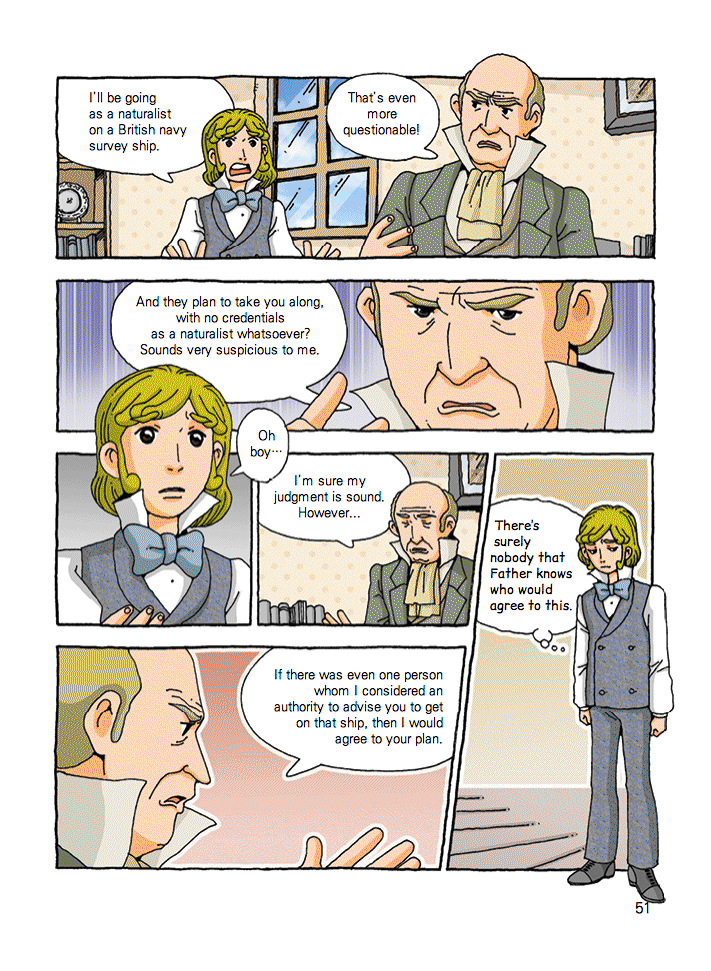 I'll be going
as a naturalist
on a British navy
survey ship.
That's even
more
questionable!
And they plan to take you along,
with no credentials
as a naturalist whatsoever?
Sounds very suspicious to me.
Oh
boy…
I'm sure my
judgment is sound.
However...
If there was even one person
whom I considered an
authority to advise you to get
on that ship, then I would
agree to your plan.
There's
surely
nobody that
Father knows
who would
agree to this.
51